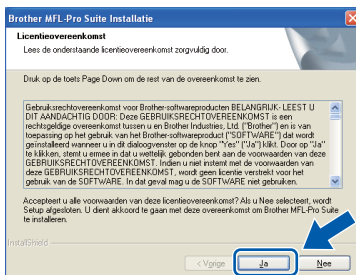 Brother MFL-Pro Suite Installatie
Licentieovereenkomst
Lees de onderstaande licentieovereenkomst zorgvuldig door.
Druk op de toets Page Down om de rest van de overeenkomst te zien.
Gebruiksrechtovereenkomst voor Brother-softwareproducten BELANGRIJK- LEEST U
DIT AANDACHTIG DOOR: Deze GEBRUIKSRECHTOVEREENKOMST is een
rechtsgeldige overeenkomst tussen u en Brother Industries, Ltd. ("Brother") en is van
toepassing op het gebruik van het Brother-softwareproduct ("SOFTWARE") dat wordt
geïnstalleerd wanneer u in dit dialoogvenster op de knop "Yes" ("Ja") klikt. Door op "Ja"
te klikken, stemt u ermee in dat u wettelijk gebonden bent aan de voorwaarden van deze
GEBRUIKSRECHTOVEREENKOMST. Indien u niet instemt met de voorwaarden van
deze GEBRUIKSRECHTOVEREENKOMST, wordt geen licentie verstrekt voor het
gebruik van de SOFTWARE. In dat geval mag u de SOFTWARE niet gebruiken.
Accepteert u alle voorwaarden van deze licentieovereenkomst? Als u Nee selecteert, wordt
Setup afgesloten. U dient akkoord te gaan met deze overeenkomst om Brother MFL-Pro Suite
te installeren.
InstallShield
< Vorige
Ja
Nee